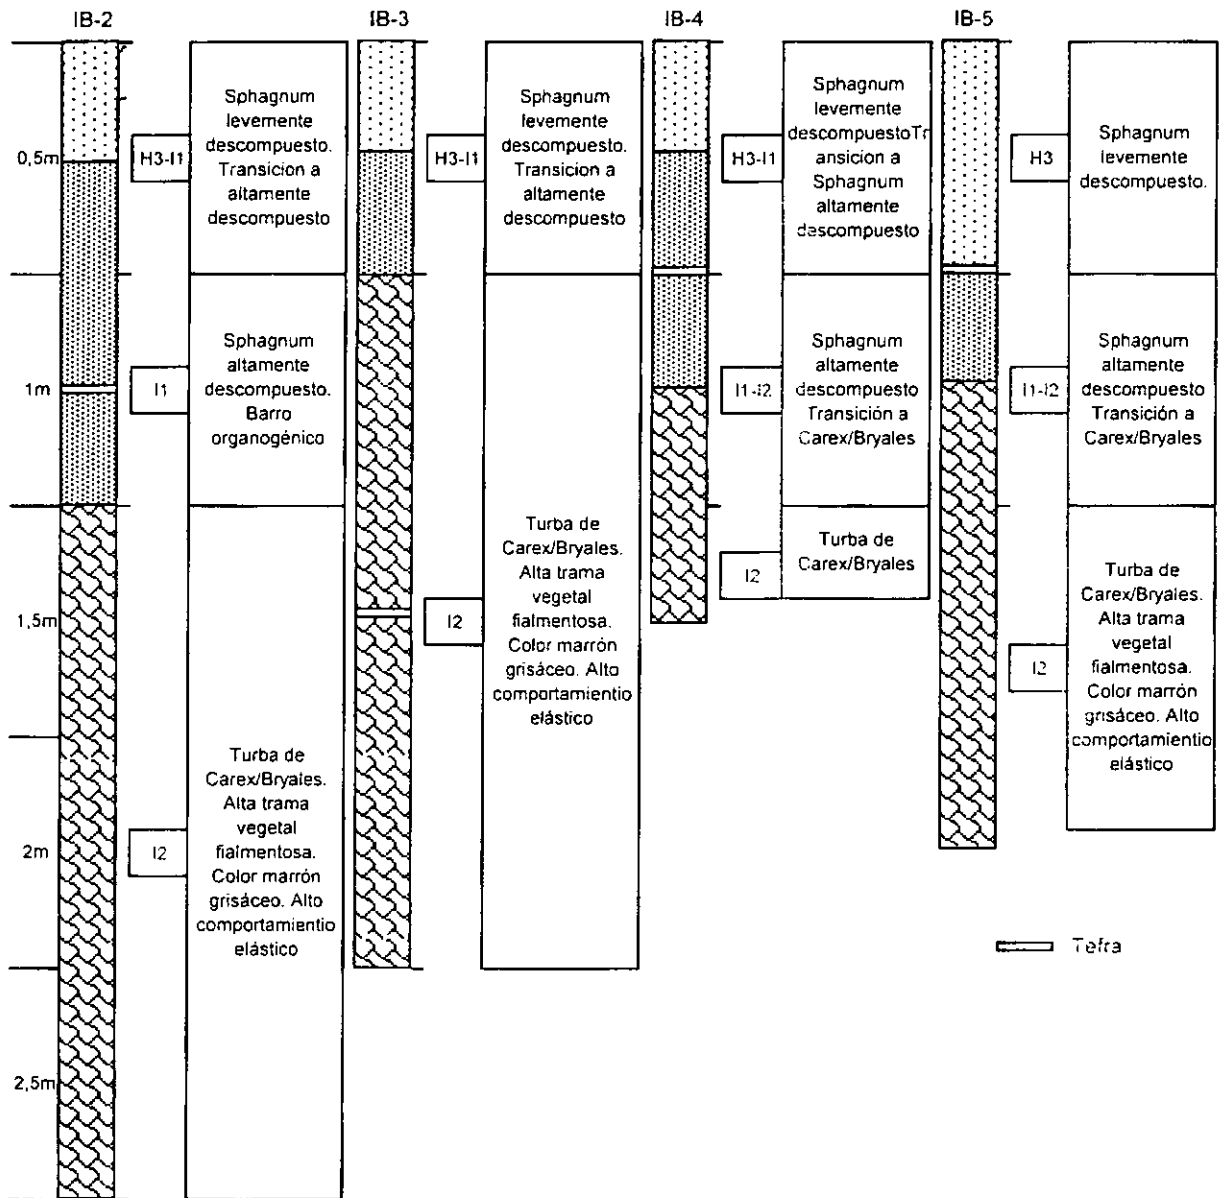 IB-2
IB-3
IB-4
IB-5
0,5m
1m
1,5m
2m
2,5m
H3-I1
Sphagnum
levemente
descompuesto.
Transicion a
altamente
descompuesto
I1
Sphagnum
altamente
descompuesto.
Barro
organogénico
I2
Turba de
Carex/Bryales.
Alta trama
vegetal
fialmentosa.
Color marrón
grisáceo. Alto
comportamientio
elástico
H3-I1
Sphagnum
levemente
descompuesto.
Transicion a
altamente
descompuesto
I2
Turba de
Carex/Bryales.
Alta trama
vegetal
fialmentosa.
Color marrón
grisáceo. Alto
comportamientio
elástico
H3-I1
Sphagnum
levemente
descompuestoTr
ansicion a
Sphagnum
altamente
descompuesto
I1-I2
Sphagnum
altamente
descompuesto
Transición a
Carex/Bryales
I2
Turba de
Carex/Bryales
H3
Sphagnum
levemente
descompuesto.
I1-I2
Sphagnum
altamente
descompuesto
Transición a
Carex/Bryales
I2
Turba de
Carex/Bryales.
Alta trama
vegetal
fialmentosa.
Color marrón
grisáceo. Alto
comportamientio
elástico
Tefra